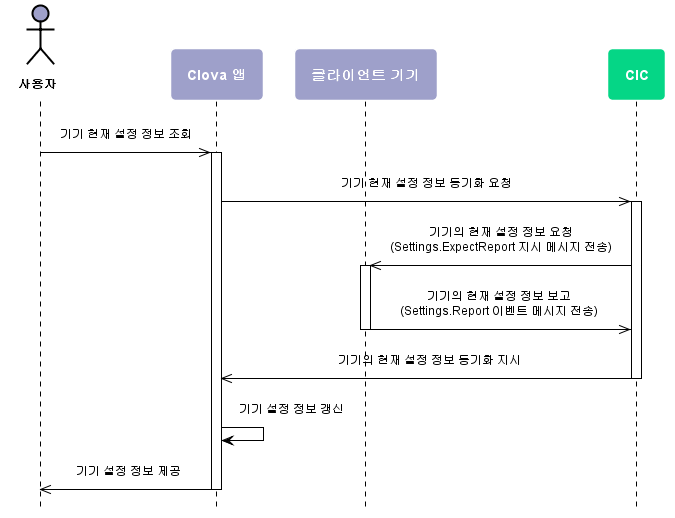 사용자
Clova 앱
클라이언트 기기
CIC
기기 현재 설정 정보 조회
기기 현재 설정 정보 동기화 요청
기기의 현재 설정 정보 요청
(Settings.ExpectReport 지시 메시지 전송)
기기의 현재 설정 정보 보고
(Settings.Report 이벤트 메시지 전송)
기기의 현재 설정 정보 동기화 지시
기기 설정 정보 갱신
기기 설정 정보 제공